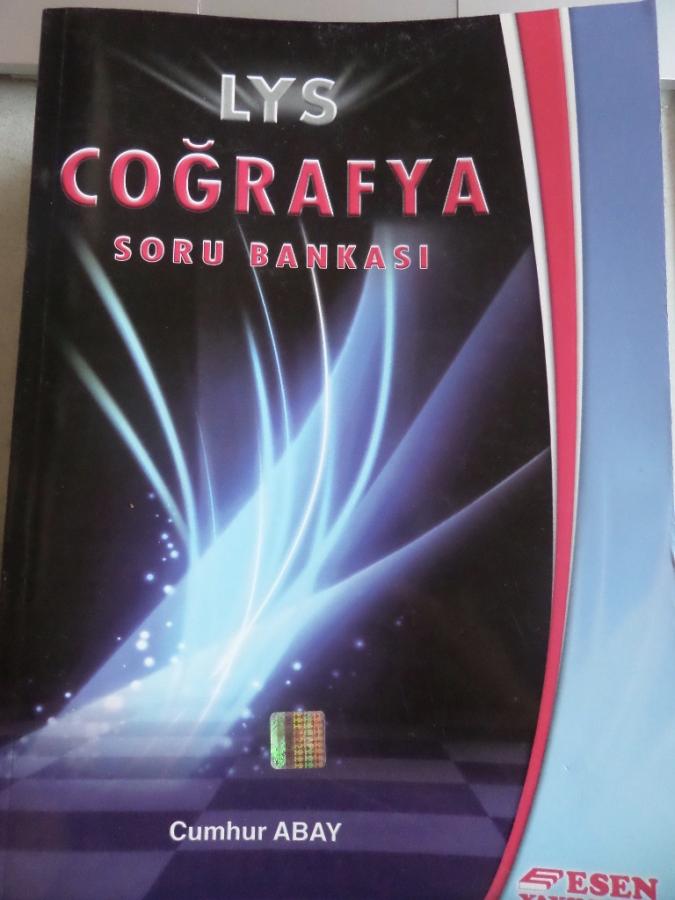 LYS
COĞRAFYA
SORU BANKASI
Cumhur ABAY
ESEN